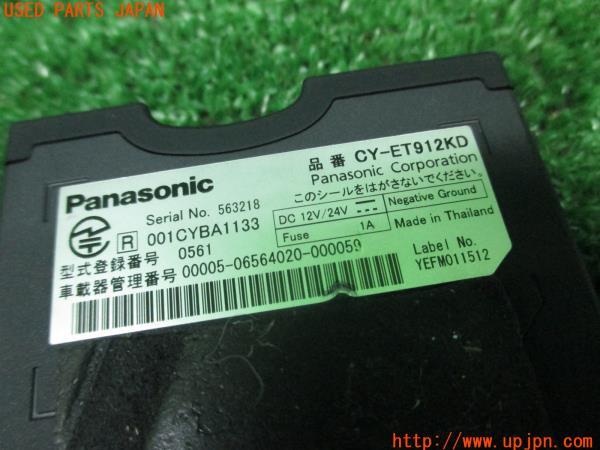 USED PARTS JAPAN
品番 CY-ET912KD
Panasonic Panasonic Corporation
Serial No. 563218 このシールをはがさないでください。
R 001CYBA1133 DC 12V/24V Negative Ground
型式登録番号 0561 Fuse 1A Made in Thailand
車載器管理番号 00005-06564020-000059 Label No.
YEFM011512
http://www.upjpn.com/